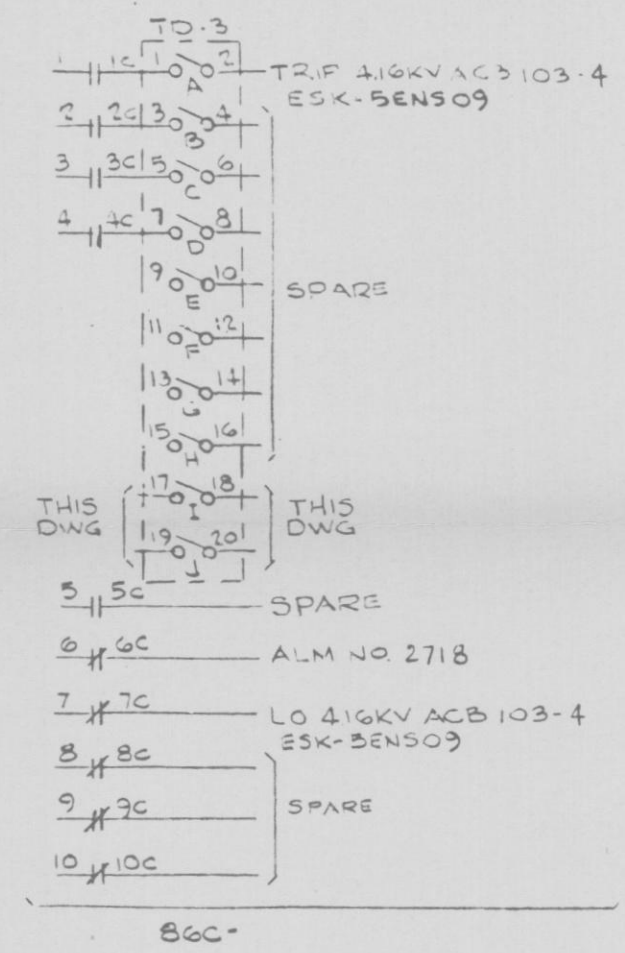 TD-3
1 1C 1 2 TRIP 4.16KV ACB 103-4
A ESK-5ENS09
2 2C 3 4
B
3 3C 5 6
C
4 4C 7 8
D
9 10
E SPARE
11 12
F
13 14
G
15 16
H
THIS 17 18 THIS
DWG I DWG
19 20
J
5 5C SPARE
6 6C ALM NO. 2718
7 7C LO 4.16KV ACB 103-4
ESK-5ENS09
8 8C
9 9C SPARE
10 10C
86C-